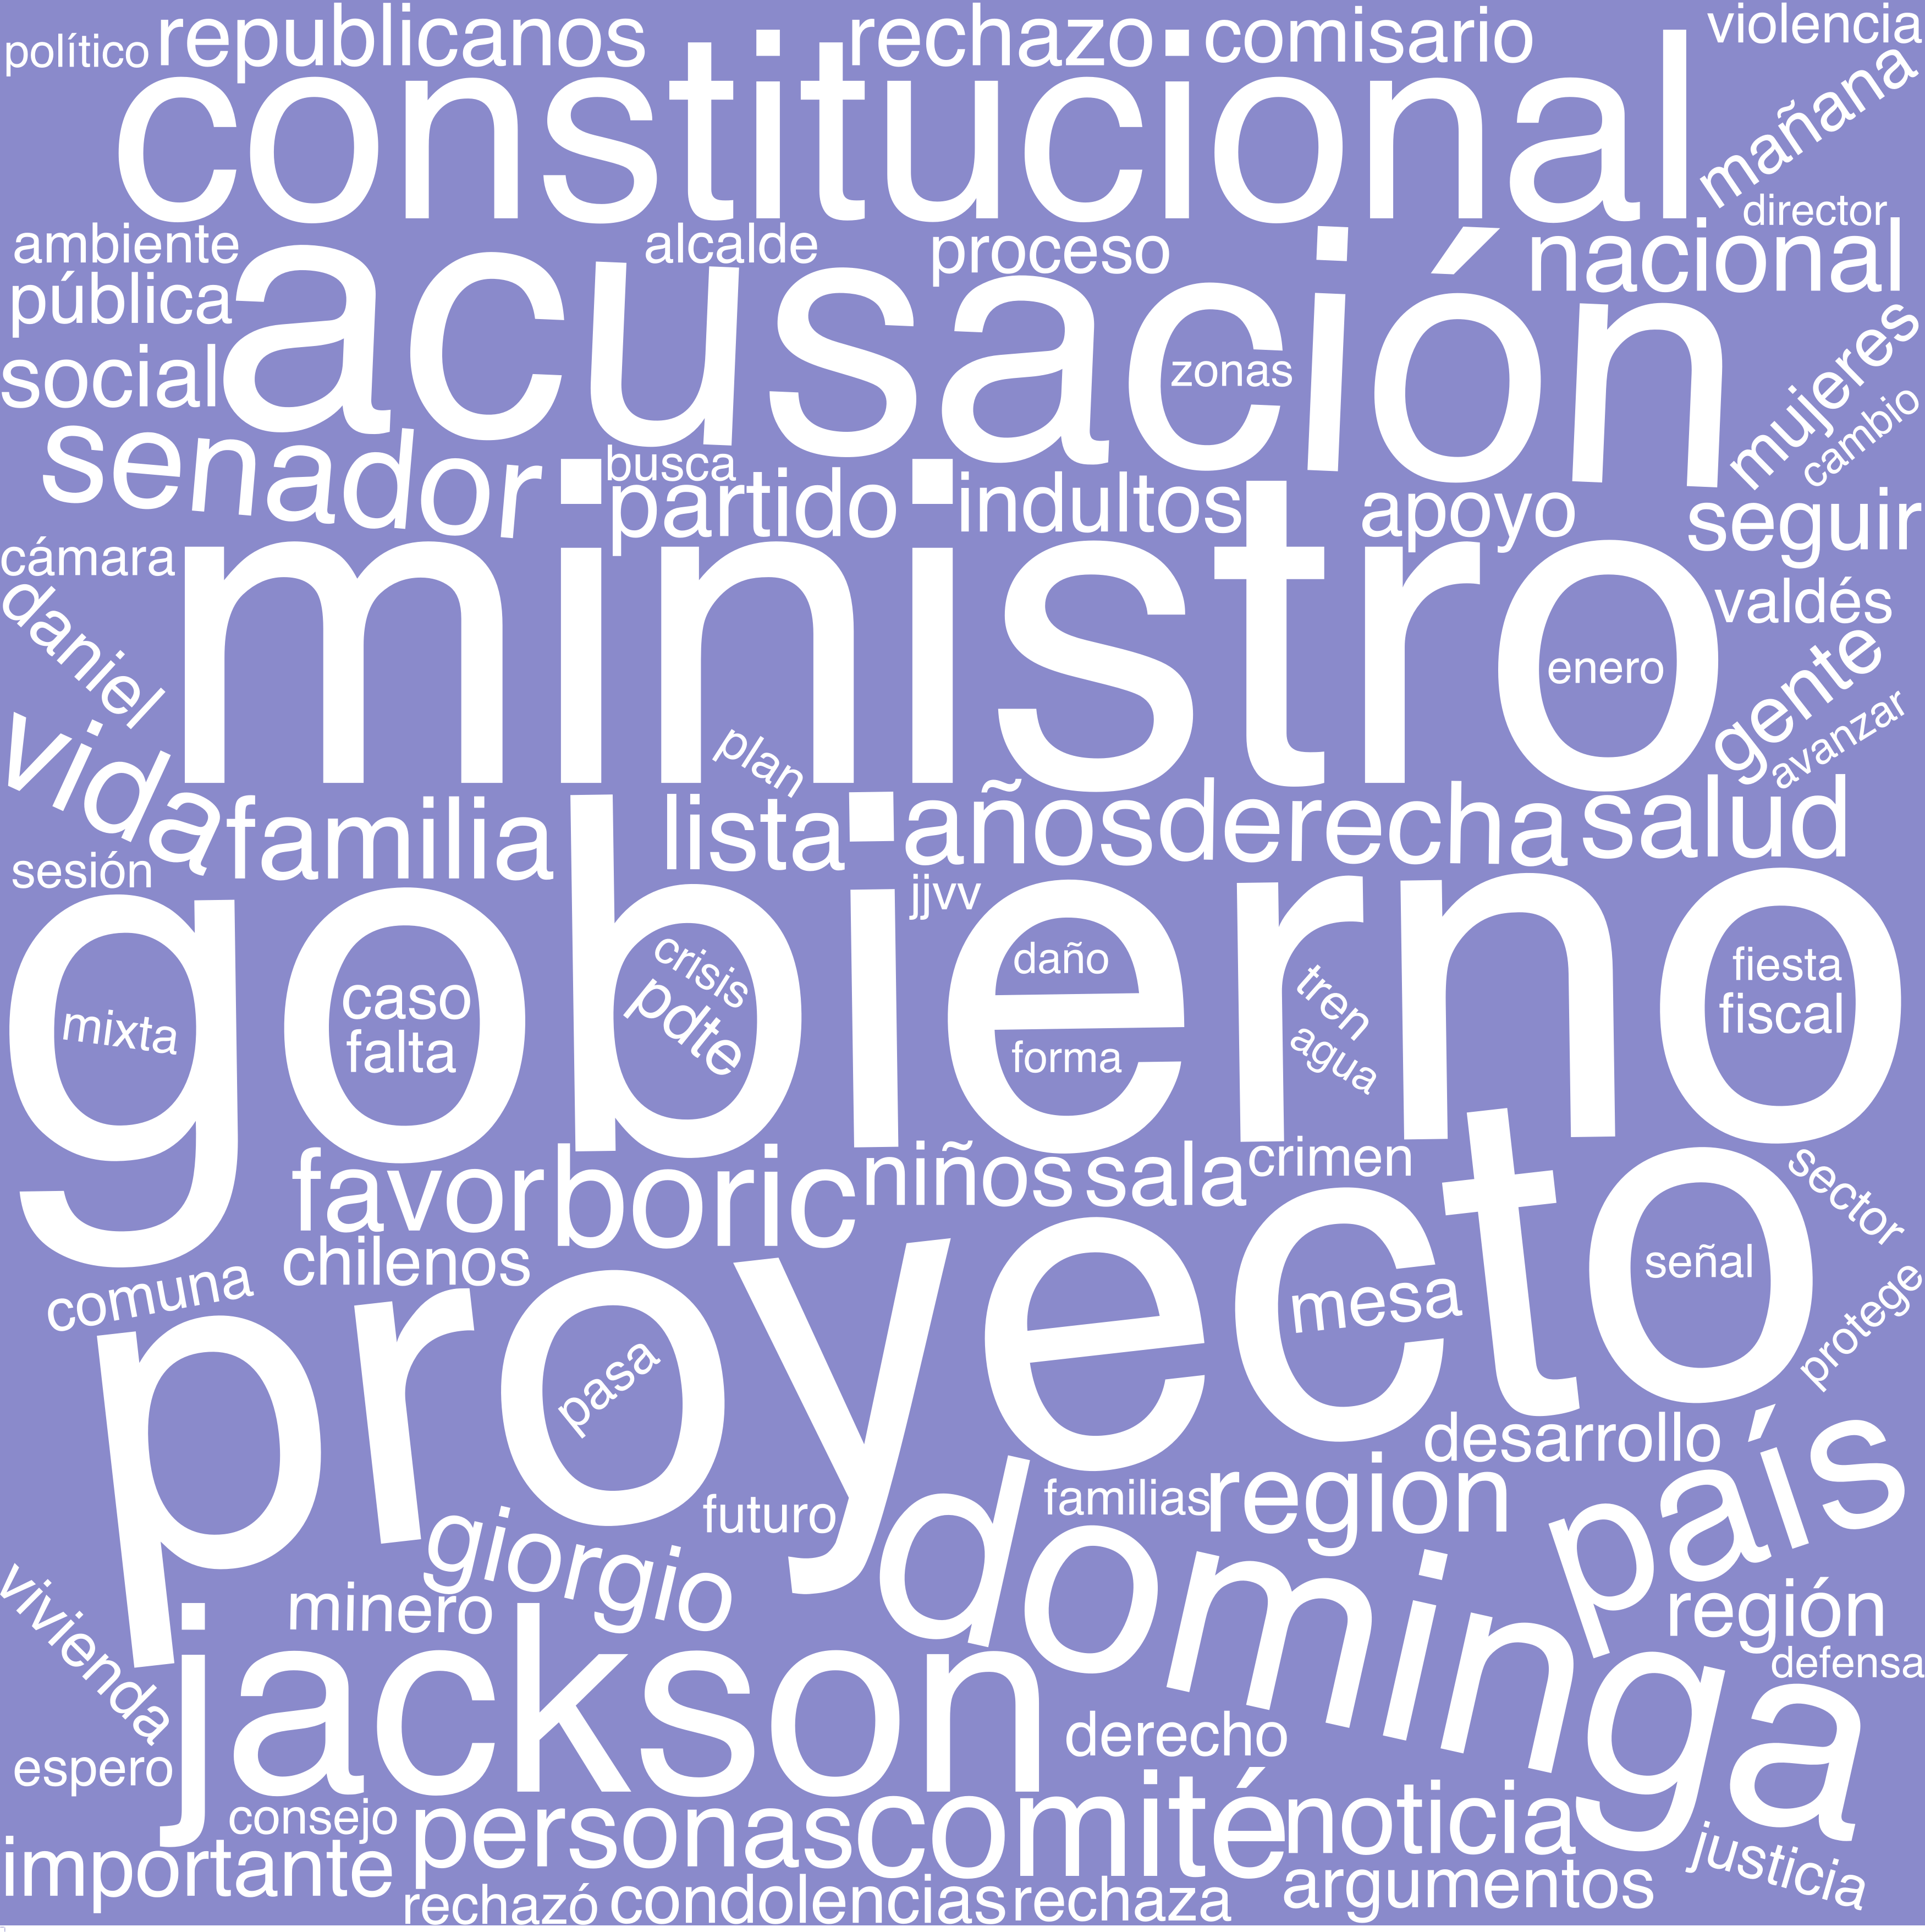 político republicanos rechazo comisario violencia
constitucional mañana
director
ambiente alcalde proceso nacional
pública acusación
social zonas mujeres
cambio
senador busca
partido indultos apoyo seguir
cámara ministro valdés
daniel enero gente
vida plan avanzar
familia lista años derecha salud
sesión jjvv
gobierno
mixta caso crisis daño tren fiesta
falta pdte forma agua fiscal
favor boric niños sala crimen sector
chilenos señal
comuna proyecto mesa protege
pasa
desarrollo país
futuro familias region
giorgio dominga
minero región
vivienda jackson defensa
derecho
espero
consejo personas comité noticia
importante argumentos justicia
rechazó condolencias rechaza